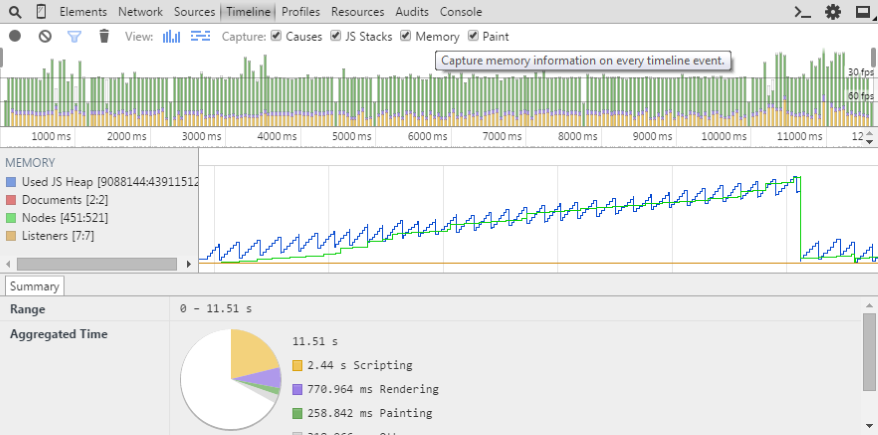 Elements Network Sources Timeline Profiles Resources Audits Console
View: Capture: Causes JS Stacks Memory Paint
Capture memory information on every timeline event.
30 fps
60 fps
1000 ms 2000 ms 3000 ms 4000 ms 5000 ms 6000 ms 7000 ms 8000 ms 9000 ms 10000 ms 11000 ms 12
MEMORY
Used JS Heap [9088144:43911512
Documents [2:2]
Nodes [451:521]
Listeners [7:7]
Summary
Range 0 – 11.51 s
Aggregated Time
11.51 s
2.44 s Scripting
770.964 ms Rendering
258.842 ms Painting